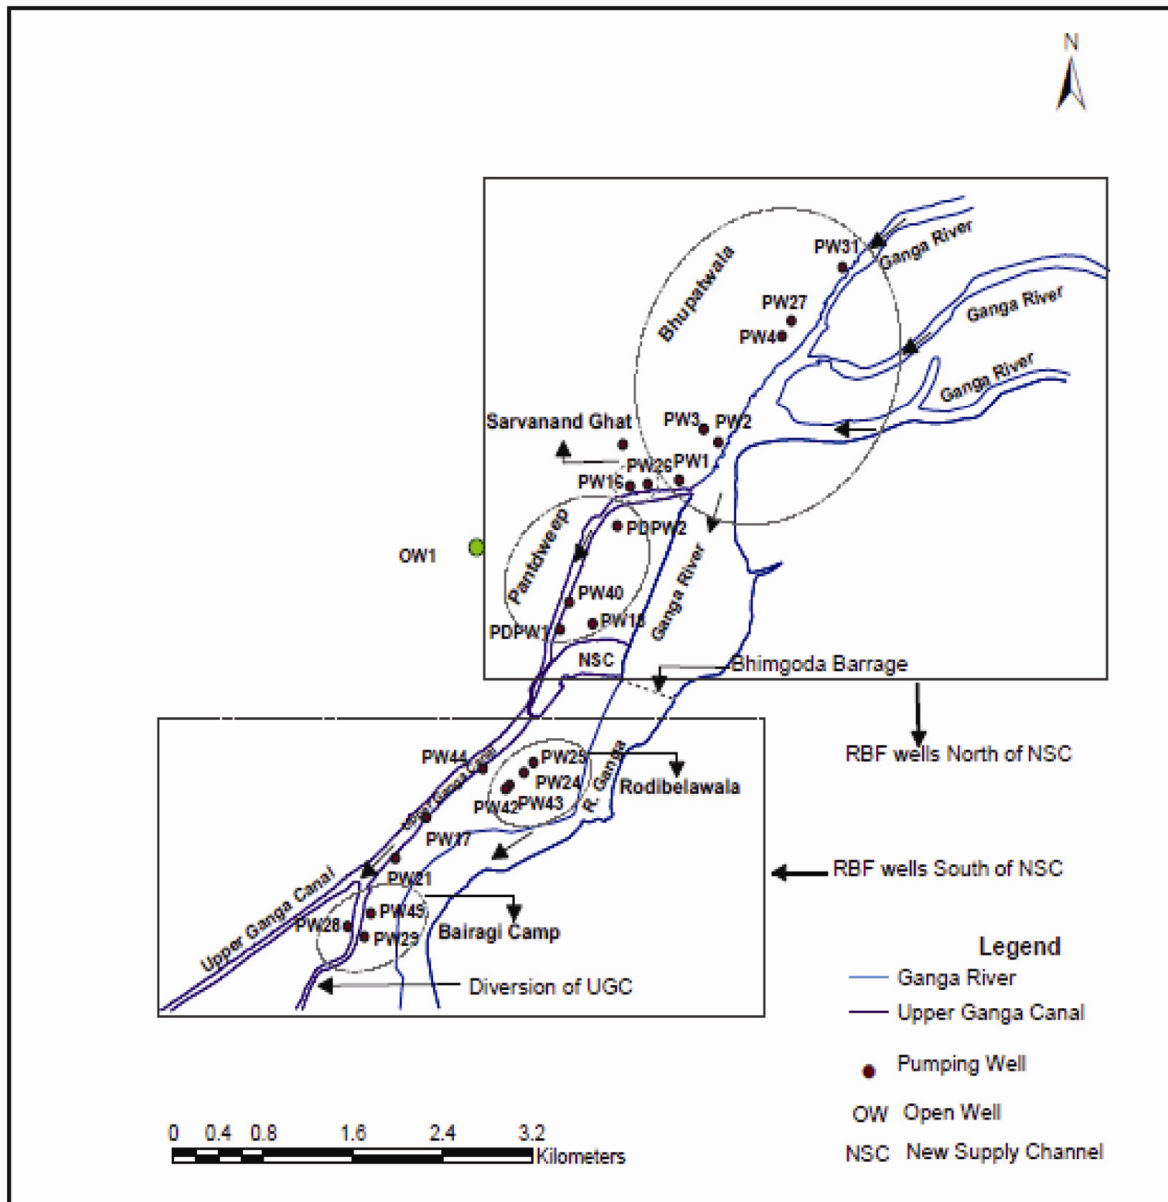 N
PW31
Ganga River
Bhupatwala
PW27
Ganga River
PW4
Ganga River
Sarvanand Ghat
PW3
PW2
PW26
PW1
PW16
Pantdweep
PDPW2
OW1
Ganga River
PW40
PW18
PDPW1
NSC
Bhimgoda Barrage
RBF wells North of NSC
PW44
Upper Ganga Canal
PW25
R. Ganga
PW24
Rodibelawala
PW42
PW43
PW17
RBF wells South of NSC
PW21
Upper Ganga Canal
PW49
PW28
PW29
Bairagi Camp
Diversion of UGC
Legend
Ganga River
Upper Ganga Canal
Pumping Well
OW Open Well
NSC New Supply Channel
0 0.4 0.8 1.6 2.4 3.2
Kilometers